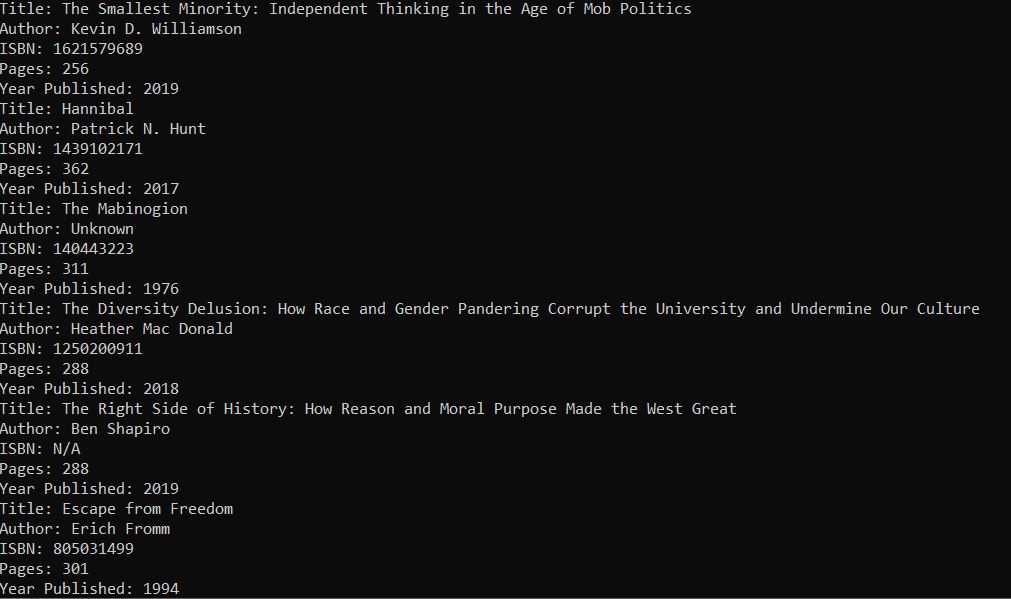 Title: The Smallest Minority: Independent Thinking in the Age of Mob Politics
Author: Kevin D. Williamson
ISBN: 1621579689
Pages: 256
Year Published: 2019
Title: Hannibal
Author: Patrick N. Hunt
ISBN: 1439102171
Pages: 362
Year Published: 2017
Title: The Mabinogion
Author: Unknown
ISBN: 140443223
Pages: 311
Year Published: 1976
Title: The Diversity Delusion: How Race and Gender Pandering Corrupt the University and Undermine Our Culture
Author: Heather Mac Donald
ISBN: 1250200911
Pages: 288
Year Published: 2018
Title: The Right Side of History: How Reason and Moral Purpose Made the West Great
Author: Ben Shapiro
ISBN: N/A
Pages: 288
Year Published: 2019
Title: Escape from Freedom
Author: Erich Fromm
ISBN: 805031499
Pages: 301
Year Published: 1994